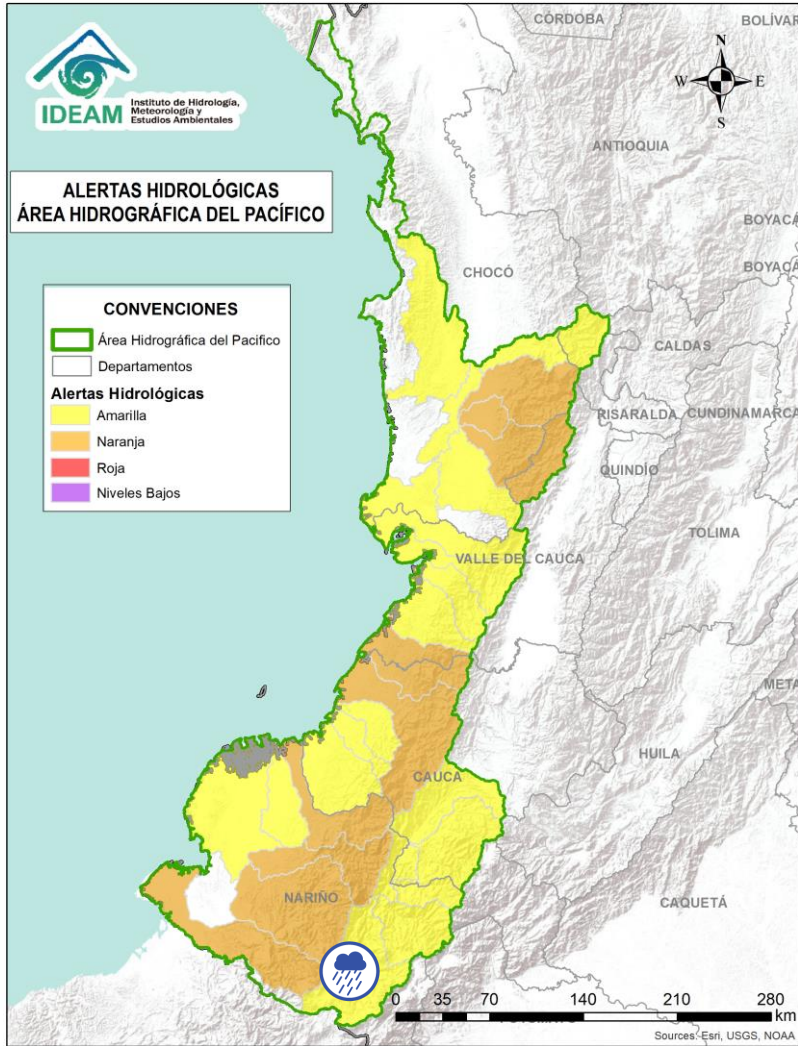 IDEAM
Instituto de Hidrología,
Meteorología y
Estudios Ambientales
ALERTAS HIDROLÓGICAS
ÁREA HIDROGRÁFICA DEL PACÍFICO
CONVENCIONES
Área Hidrográfica del Pacifico
Departamentos
Alertas Hidrológicas
Amarilla
Naranja
Roja
Niveles Bajos
N
W
E
S
CÓRDOBA
BOLÍVAR
ANTIOQUIA
BOYACÁ
CHOCÓ
BOYACÁ
CALDAS
RISARALDA
CUNDINAMARCA
QUINDÍO
TOLIMA
VALLE DEL CAUCA
META
HUILA
CAUCA
NARIÑO
CAQUETÁ
0 35 70 140 210 280
km
Sources: Esri, USGS, NOAA